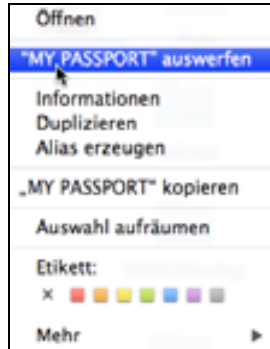 Öffnen
"MY PASSPORT" auswerfen
Informationen
Duplizieren
Alias erzeugen
„MY PASSPORT" kopieren
Auswahl aufräumen
Etikett:
×
Mehr